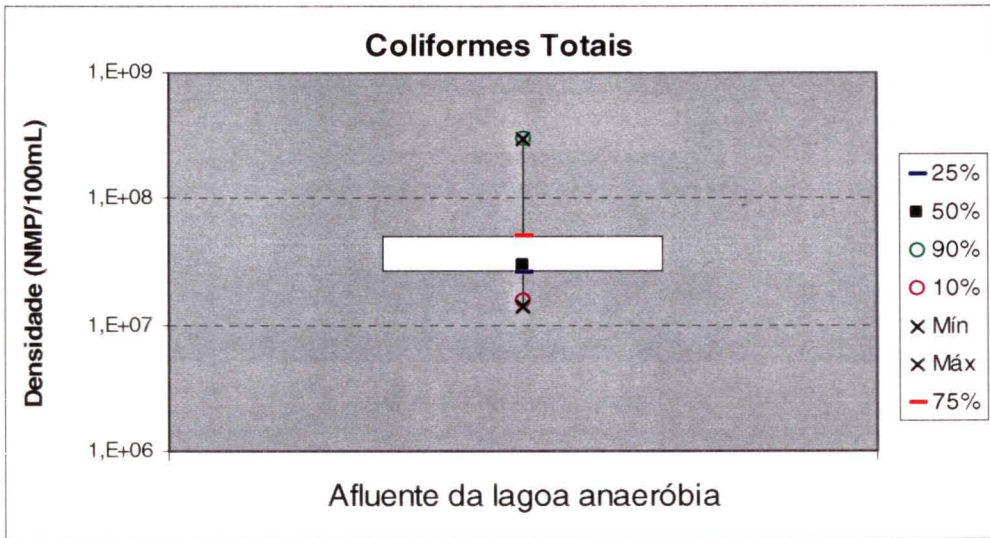 Coliformes Totais
Densidade (NMP/100mL)
1,E+09
1,E+08
1,E+07
1,E+06
Afluente da lagoa anaeróbia
25%
50%
90%
10%
Mín
Máx
75%